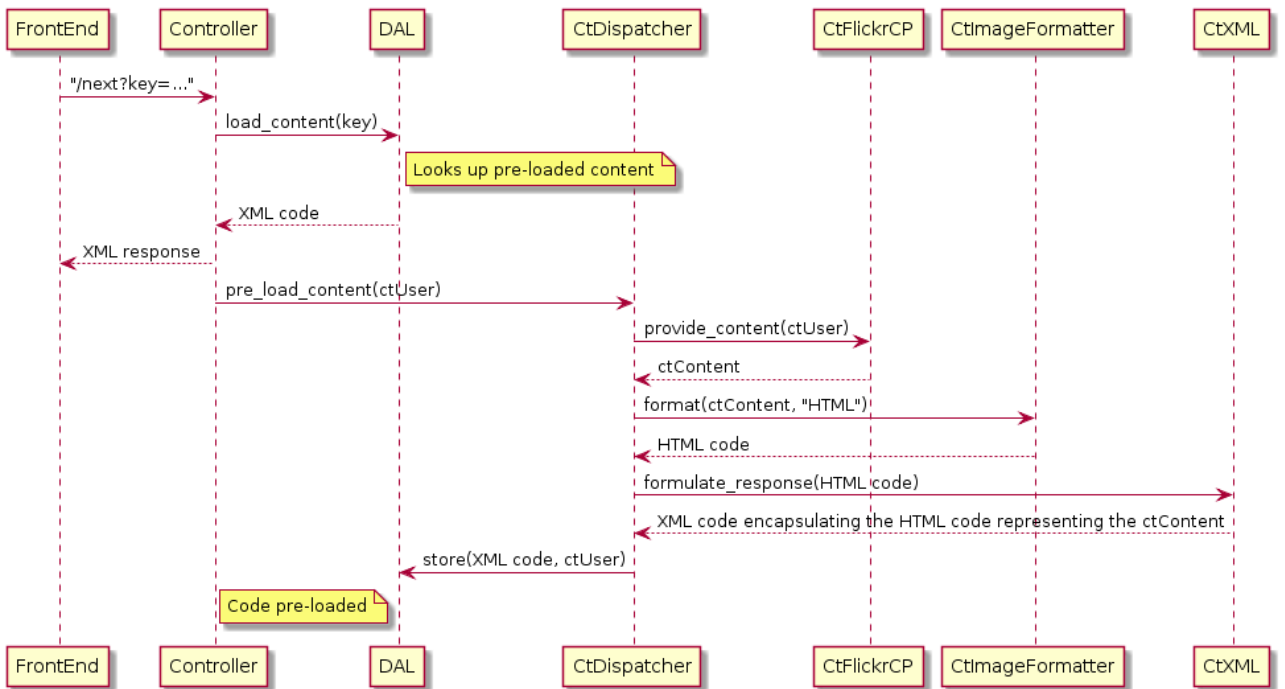 FrontEnd Controller DAL CtDispatcher CtFlickrCP CtImageFormatter CtXML
"/next?key=..."
load_content(key)
Looks up pre-loaded content
XML code
XML response
pre_load_content(ctUser)
provide_content(ctUser)
ctContent
format(ctContent, "HTML")
HTML code
formulate_response(HTML code)
XML code encapsulating the HTML code representing the ctContent
store(XML code, ctUser)
Code pre-loaded
FrontEnd Controller DAL CtDispatcher CtFlickrCP CtImageFormatter CtXML